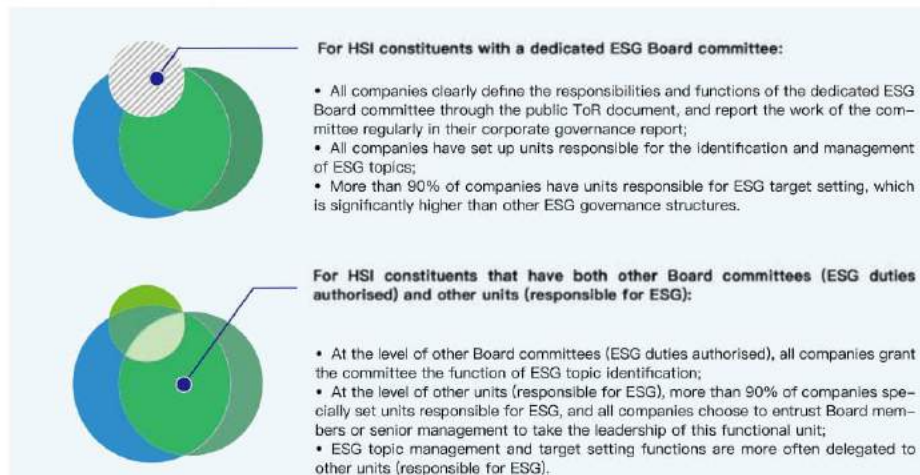 For HSI constituents with a dedicated ESG Board committee:
• All companies clearly define the responsibilities and functions of the dedicated ESG
Board committee through the public ToR document, and report the work of the com-
mittee regularly in their corporate governance report;
• All companies have set up units responsible for the identification and management
of ESG topics;
• More than 90% of companies have units responsible for ESG target setting, which
is significantly higher than other ESG governance structures.
For HSI constituents that have both other Board committees (ESG duties
authorised) and other units (responsible for ESG):
• At the level of other Board committees (ESG duties authorised), all companies grant
the committee the function of ESG topic identification;
• At the level of other units (responsible for ESG), more than 90% of companies spe-
cially set units responsible for ESG, and all companies choose to entrust Board mem-
bers or senior management to take the leadership of this functional unit;
• ESG topic management and target setting functions are more often delegated to
other units (responsible for ESG).